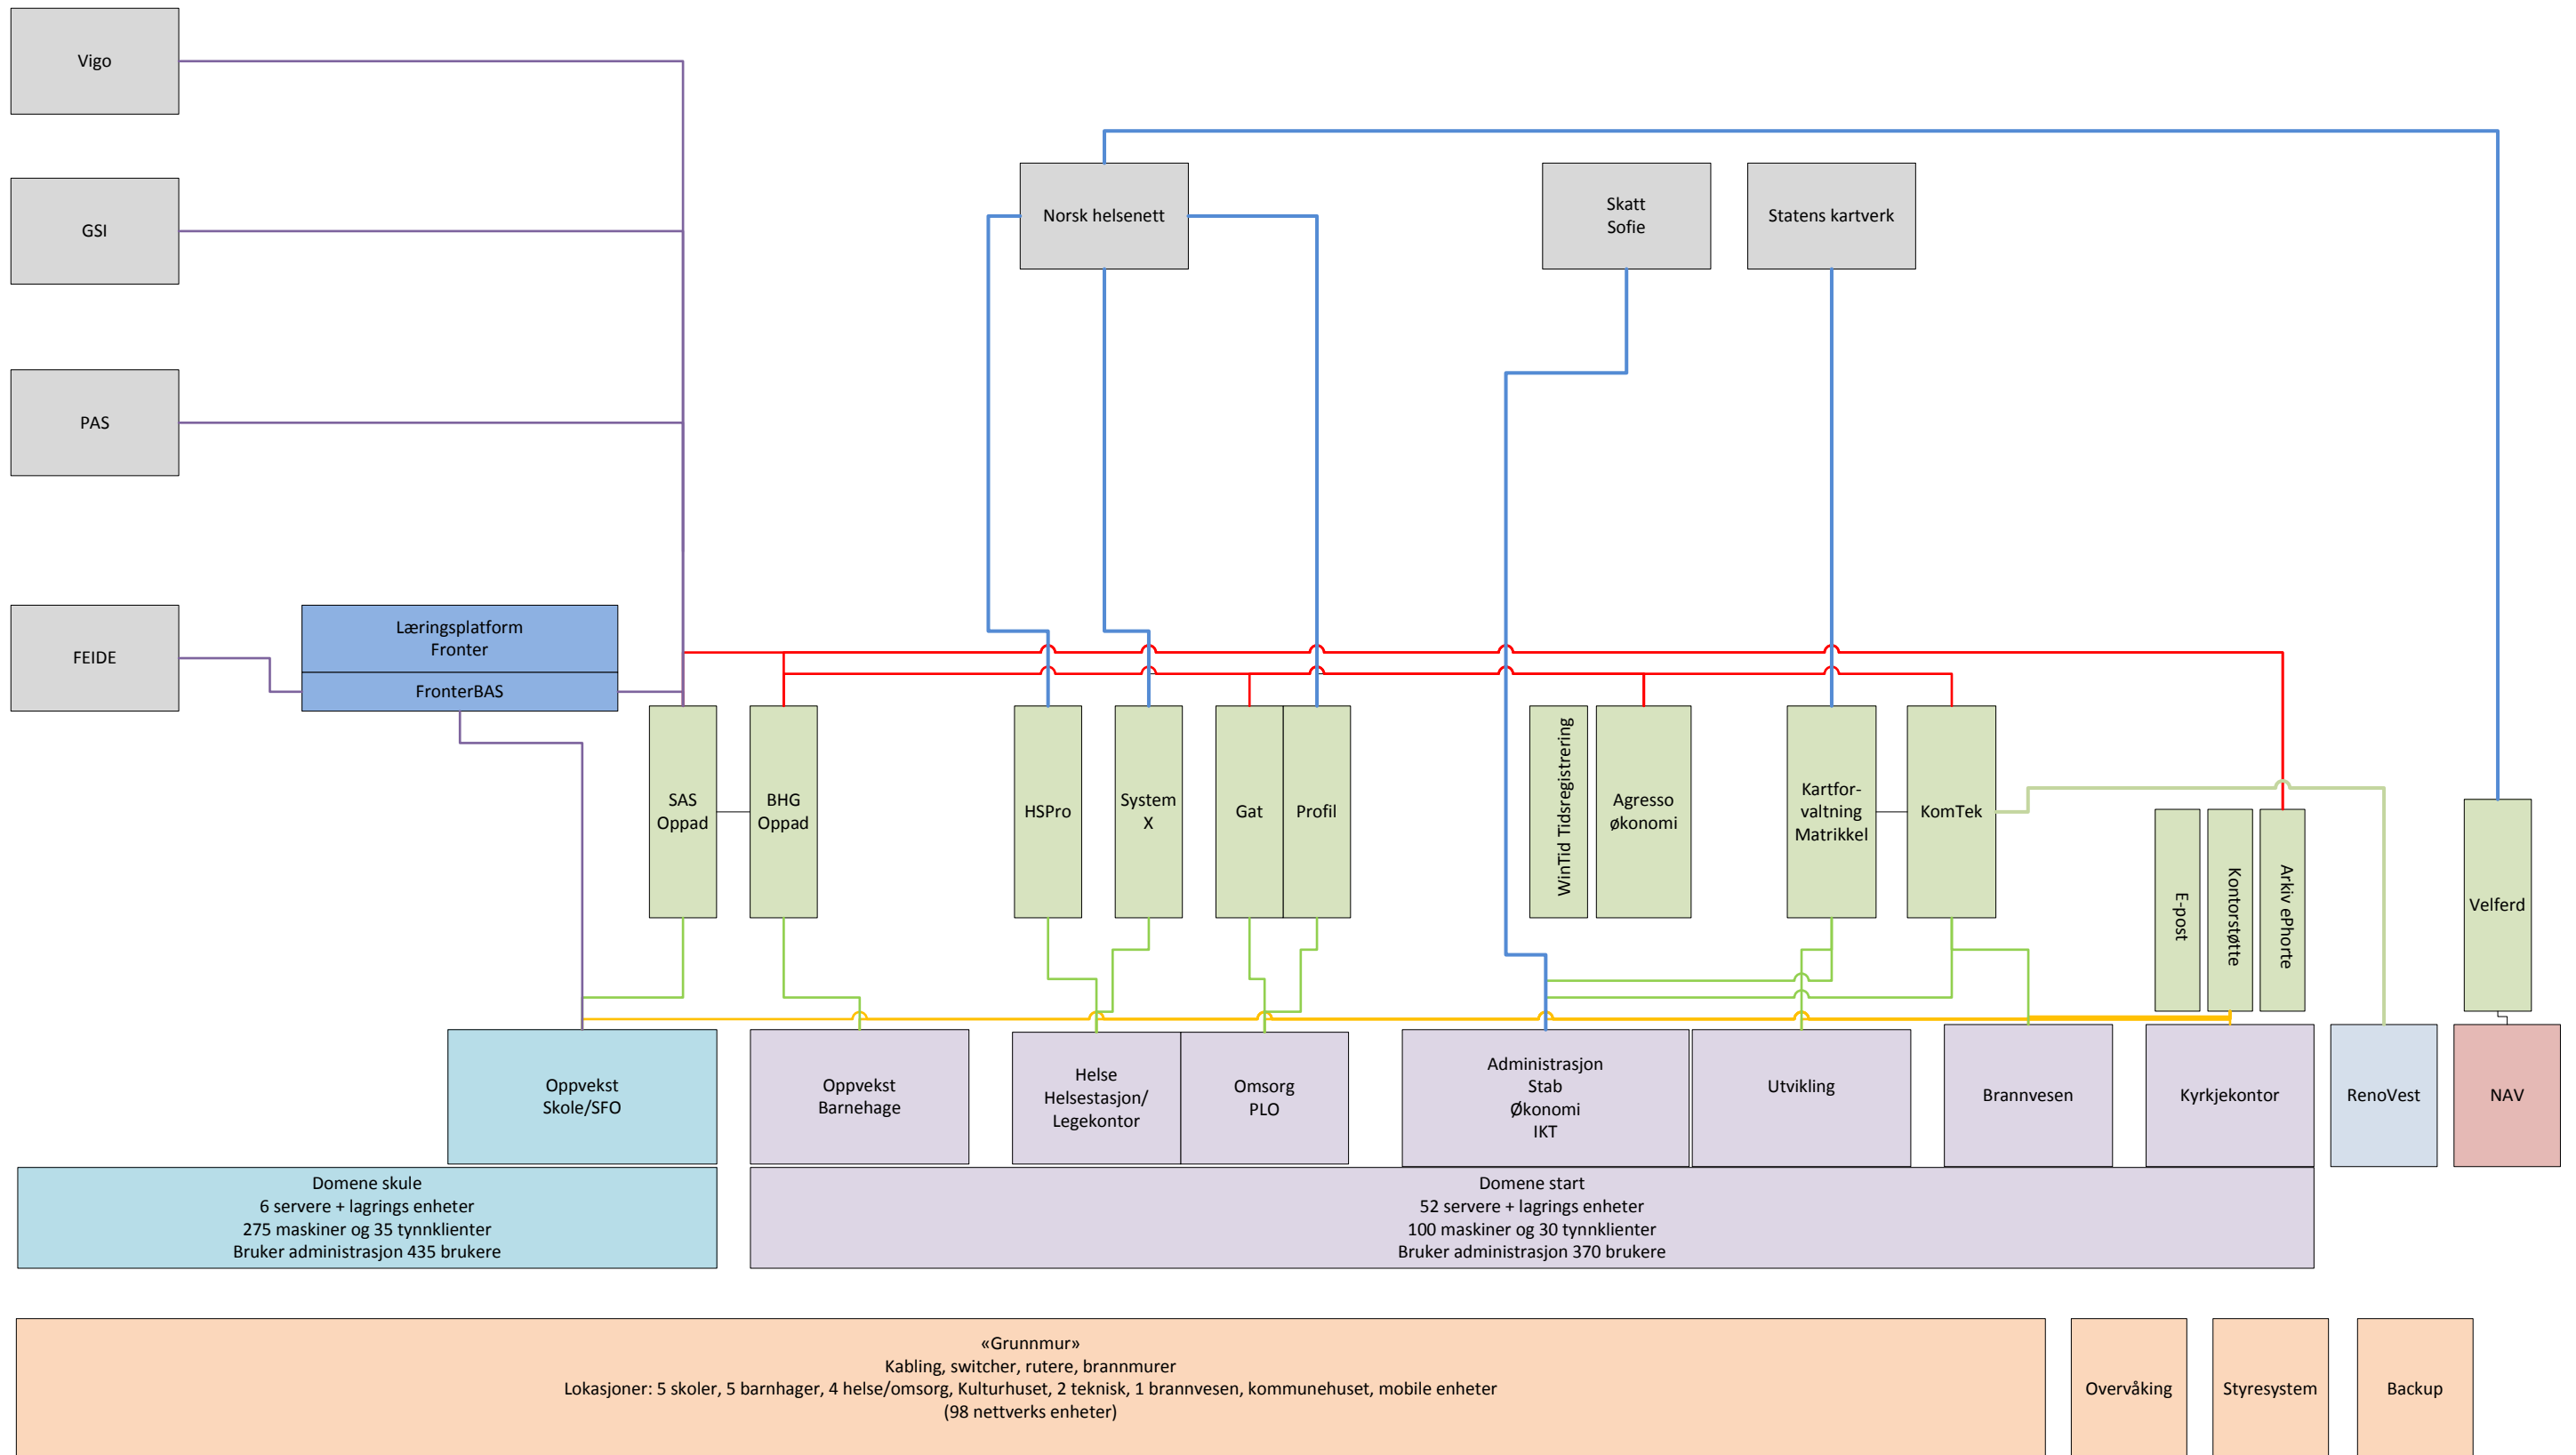 Vigo
GSI
PAS
FEIDE
Norsk helsenett
Skatt
Sofie
Statens kartverk
Læringsplatform
Fronter
FronterBAS
SAS
Oppad
BHG
Oppad
HSPro
System
X
Gat
Profil
WinTid Tidsregistrering
Agresso
økonomi
Kartfor-
valtning
Matrikkel
KomTek
E-post
Kontorstøtte
Arkiv ePhorte
Velferd
Oppvekst
Skole/SFO
Oppvekst
Barnehage
Helse
Helsestasjon/
Legekontor
Omsorg
PLO
Administrasjon
Stab
Økonomi
IKT
Utvikling
Brannvesen
Kyrkjekontor
RenoVest
NAV
Domene skule
6 servere + lagrings enheter
275 maskiner og 35 tynnklienter
Bruker administrasjon 435 brukere
Domene start
52 servere + lagrings enheter
100 maskiner og 30 tynnklienter
Bruker administrasjon 370 brukere
«Grunnmur»
Kabling, switcher, rutere, brannmurer
Lokasjoner: 5 skoler, 5 barnhager, 4 helse/omsorg, Kulturhuset, 2 teknisk, 1 brannvesen, kommunehuset, mobile enheter
(98 nettverks enheter)
Overvåking
Styresystem
Backup